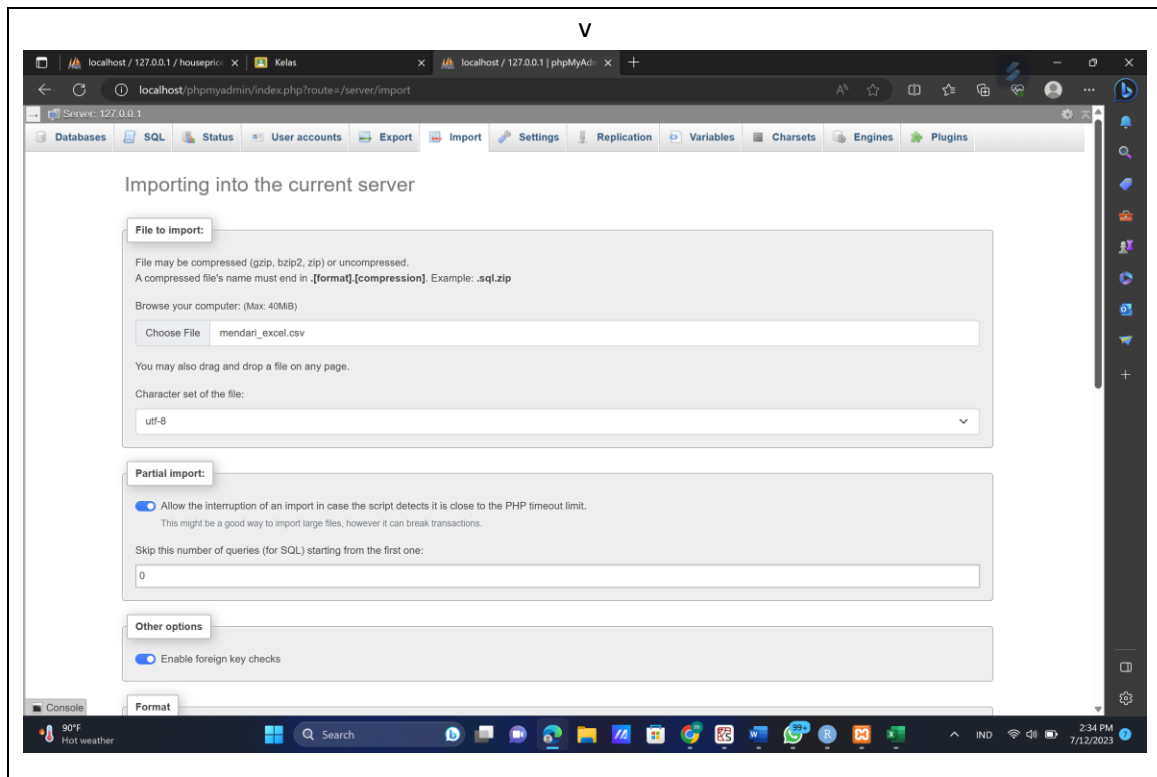 v
localhost / 127.0.0.1 / houseprice
Kelas
localhost / 127.0.0.1 | phpMyAdm
localhost/phpmyadmin/index.php?route=/server/import
Server: 127.0.0.1
Databases SQL Status User accounts Export Import Settings Replication Variables Charsets Engines Plugins
Importing into the current server
File to import:
File may be compressed (gzip, bzip2, zip) or uncompressed.
A compressed file's name must end in .[format].[compression]. Example: .sql.zip
Browse your computer: (Max: 40MiB)
Choose File mendari_excel.csv
You may also drag and drop a file on any page.
Character set of the file:
utf-8
Partial import:
Allow the interruption of an import in case the script detects it is close to the PHP timeout limit.
This might be a good way to import large files, however it can break transactions.
Skip this number of queries (for SQL) starting from the first one:
0
Other options
Enable foreign key checks
Console
Format
90°F
Hot weather
Search
99+
IND
2:34 PM
7/12/2023